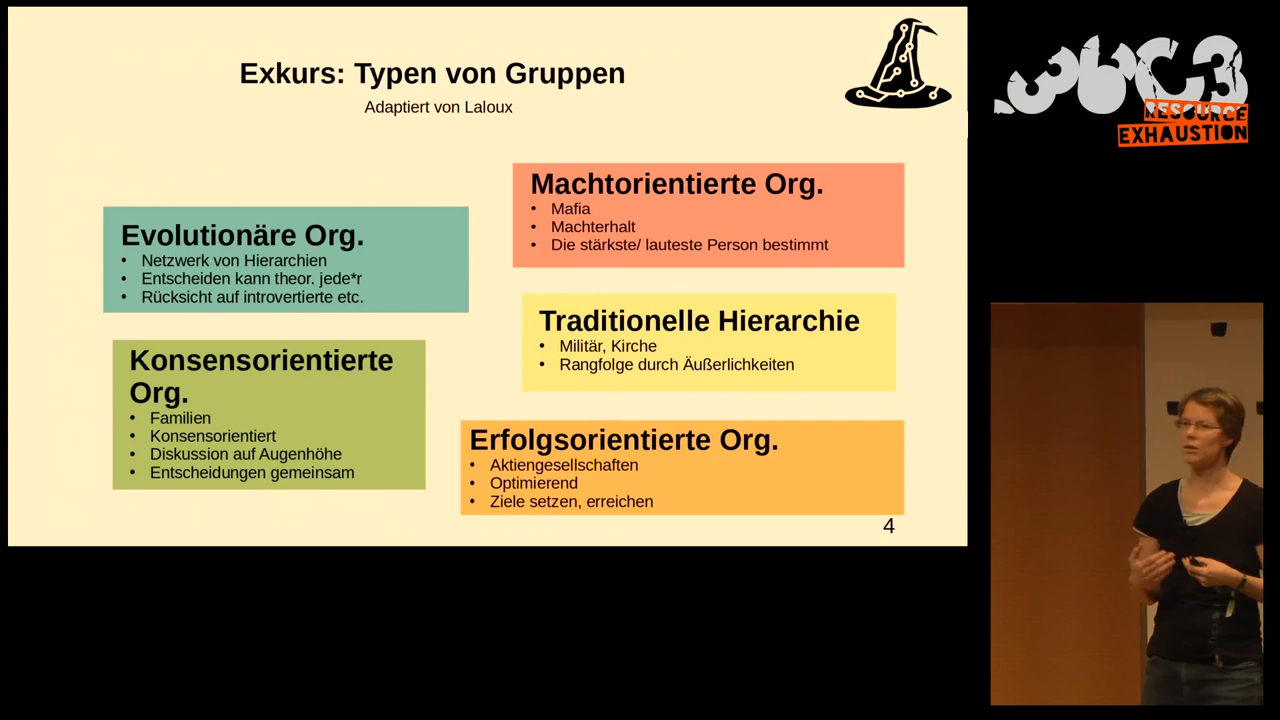 Exkurs: Typen von Gruppen
Adaptiert von Laloux
Evolutionäre Org.
• Netzwerk von Hierarchien
• Entscheiden kann theor. jede*r
• Rücksicht auf introvertierte etc.
Konsensorientierte
Org.
• Familien
• Konsensorientiert
• Diskussion auf Augenhöhe
• Entscheidungen gemeinsam
Machtorientierte Org.
• Mafia
• Machterhalt
• Die stärkste/ lauteste Person bestimmt
Traditionelle Hierarchie
• Militär, Kirche
• Rangfolge durch Äußerlichkeiten
Erfolgsorientierte Org.
• Aktiengesellschaften
• Optimierend
• Ziele setzen, erreichen
4
36C3
RESOURCE
EXHAUSTION